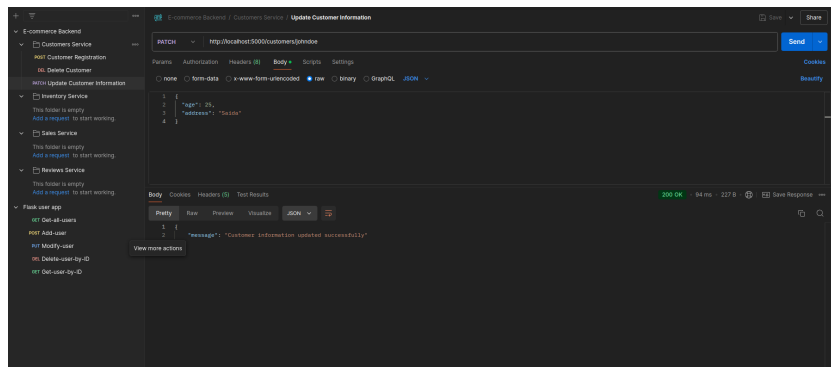 E-commerce Backend
Customers Service
POST Customer Registration
DEL Delete Customer
PATCH Update Customer Information
Inventory Service
This folder is empty
Add a request to start working.
Sales Service
This folder is empty
Add a request to start working.
Reviews Service
This folder is empty
Add a request to start working.
Flask user app
GET Get-all-users
POST Add-user
PUT Modify-user
DEL Delete-user-by-ID
GET Get-user-by-ID
View more actions
E-commerce Backend / Customers Service / Update Customer Information
Save
Share
PATCH http://localhost:5000/customers/johndoe
Send
Params Authorization Headers (8) Body Scripts Settings
Cookies
none form-data x-www-form-urlencoded raw binary GraphQL JSON
Beautify
1 {
2 "age": 25,
3 "address": "Saida"
4 }
Body Cookies Headers (5) Test Results
200 OK 94 ms 227 B Save Response
Pretty Raw Preview Visualize JSON
1 {
2 "message": "Customer information updated successfully"